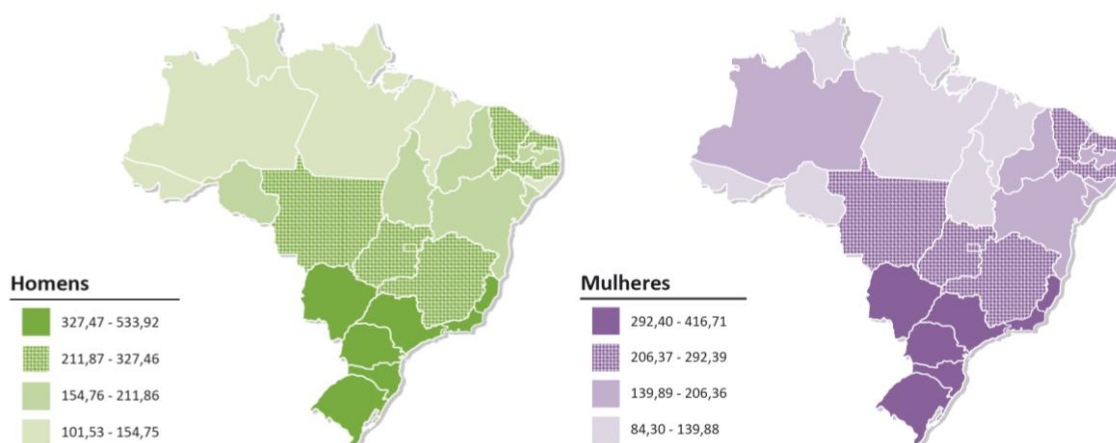 Homens
327,47 - 533,92
211,87 - 327,46
154,76 - 211,86
101,53 - 154,75
Mulheres
292,40 - 416,71
206,37 - 292,39
139,89 - 206,36
84,30 - 139,88